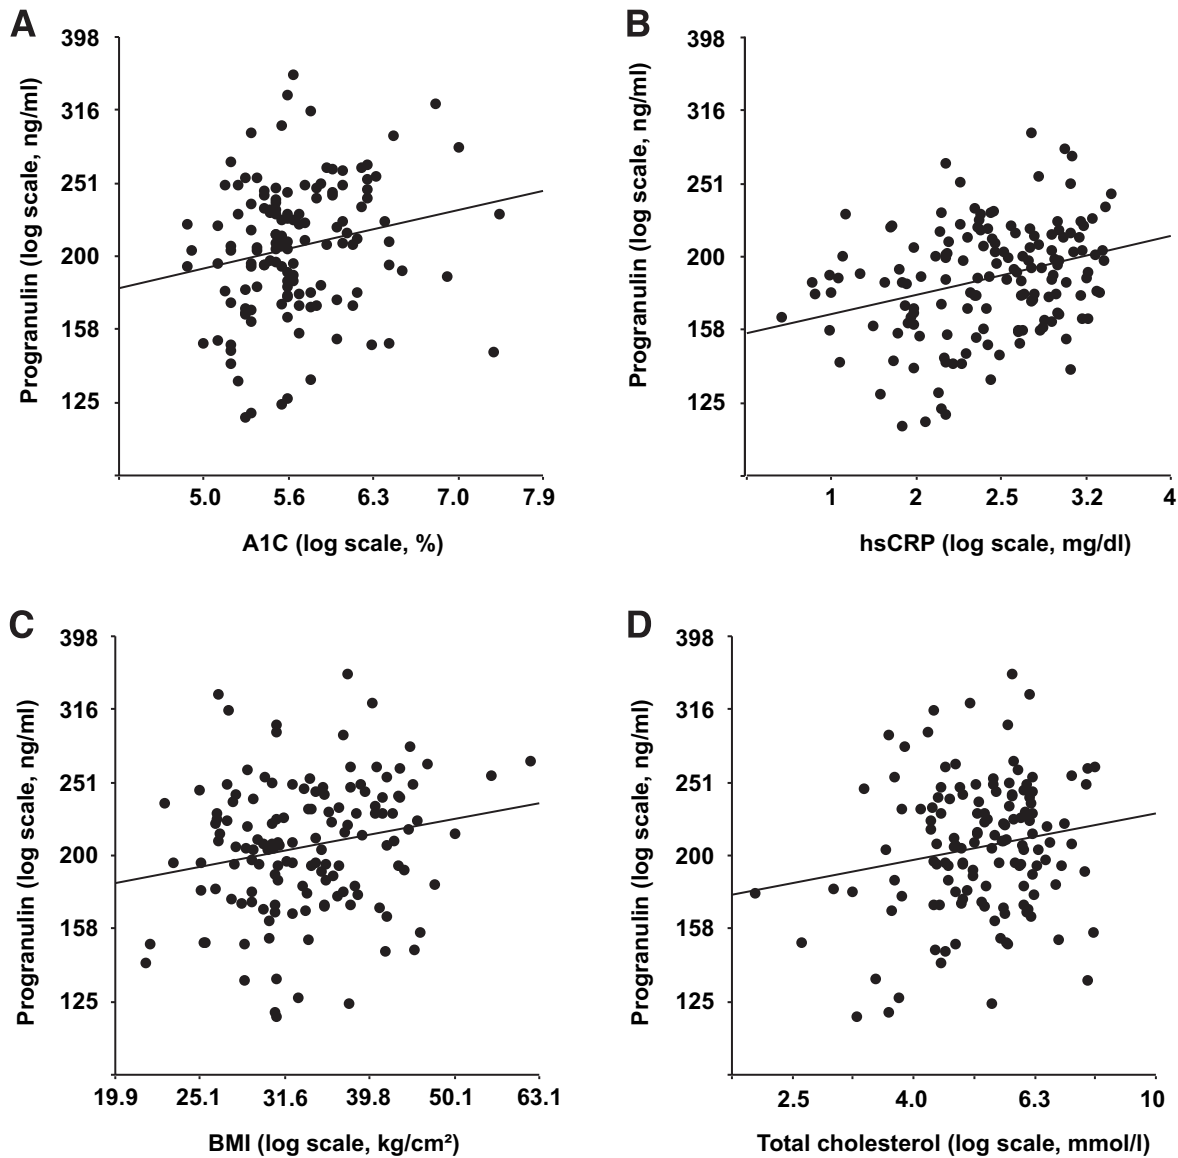 A
398
316
251
200
158
125
Progranulin (log scale, ng/ml)
5.0 5.6 6.3 7.0 7.9
A1C (log scale, %)
B
398
316
251
200
158
125
Progranulin (log scale, ng/ml)
1 2 2.5 3.2 4
hsCRP (log scale, mg/dl)
C
398
316
251
200
158
125
Progranulin (log scale, ng/ml)
19.9 25.1 31.6 39.8 50.1 63.1
BMI (log scale, kg/cm²)
D
398
316
251
200
158
125
Progranulin (log scale, ng/ml)
2.5 4.0 6.3 10
Total cholesterol (log scale, mmol/l)